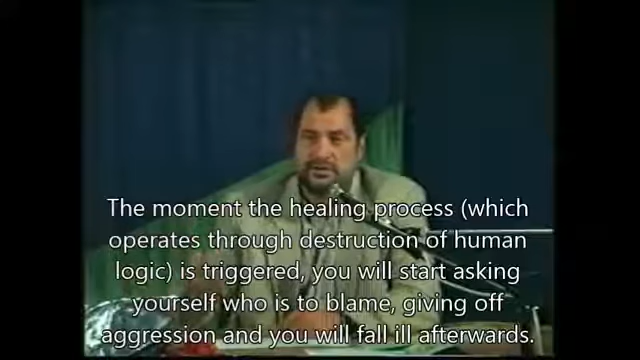 The moment the healing process (which
operates through destruction of human
logic) is triggered, you will start asking
yourself who is to blame, giving off
aggression and you will fall ill afterwards.